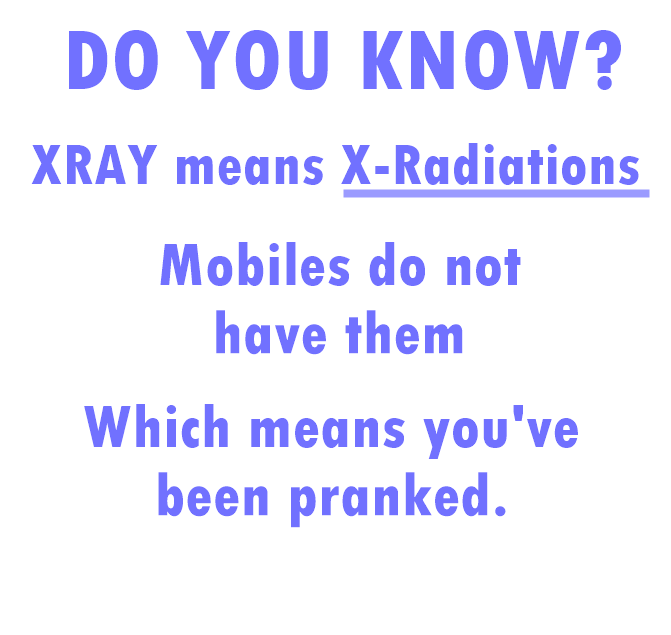 DO YOU KNOW?
XRAY means X-Radiations
Mobiles do not
have them
Which means you've
been pranked.